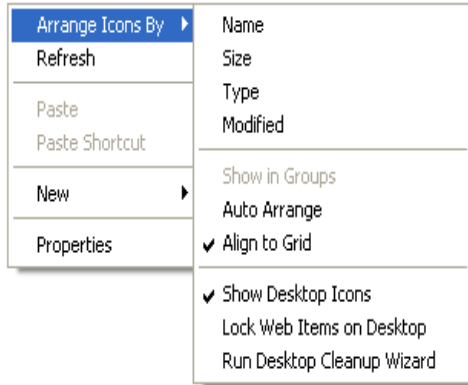 Arrange Icons By
Refresh
Paste
Paste Shortcut
New
Properties
Name
Size
Type
Modified
Show in Groups
Auto Arrange
Align to Grid
Show Desktop Icons
Lock Web Items on Desktop
Run Desktop Cleanup Wizard